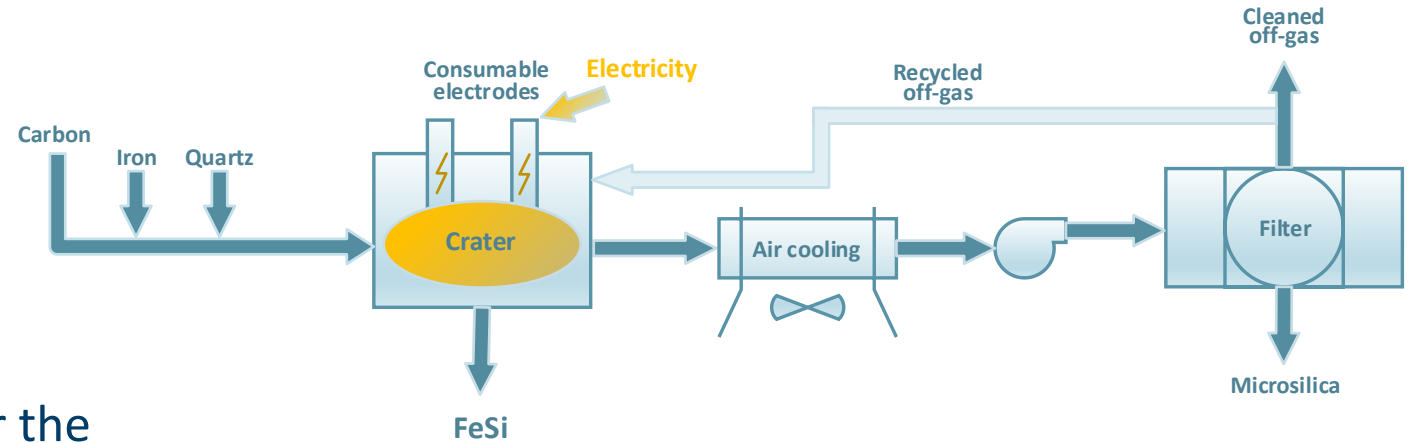 Cleaned
off-gas
Consumable
electrodes
Electricity
Recycled
off-gas
Carbon
Iron
Quartz
Crater
Air cooling
Filter
Microsilica
r the
FeSi